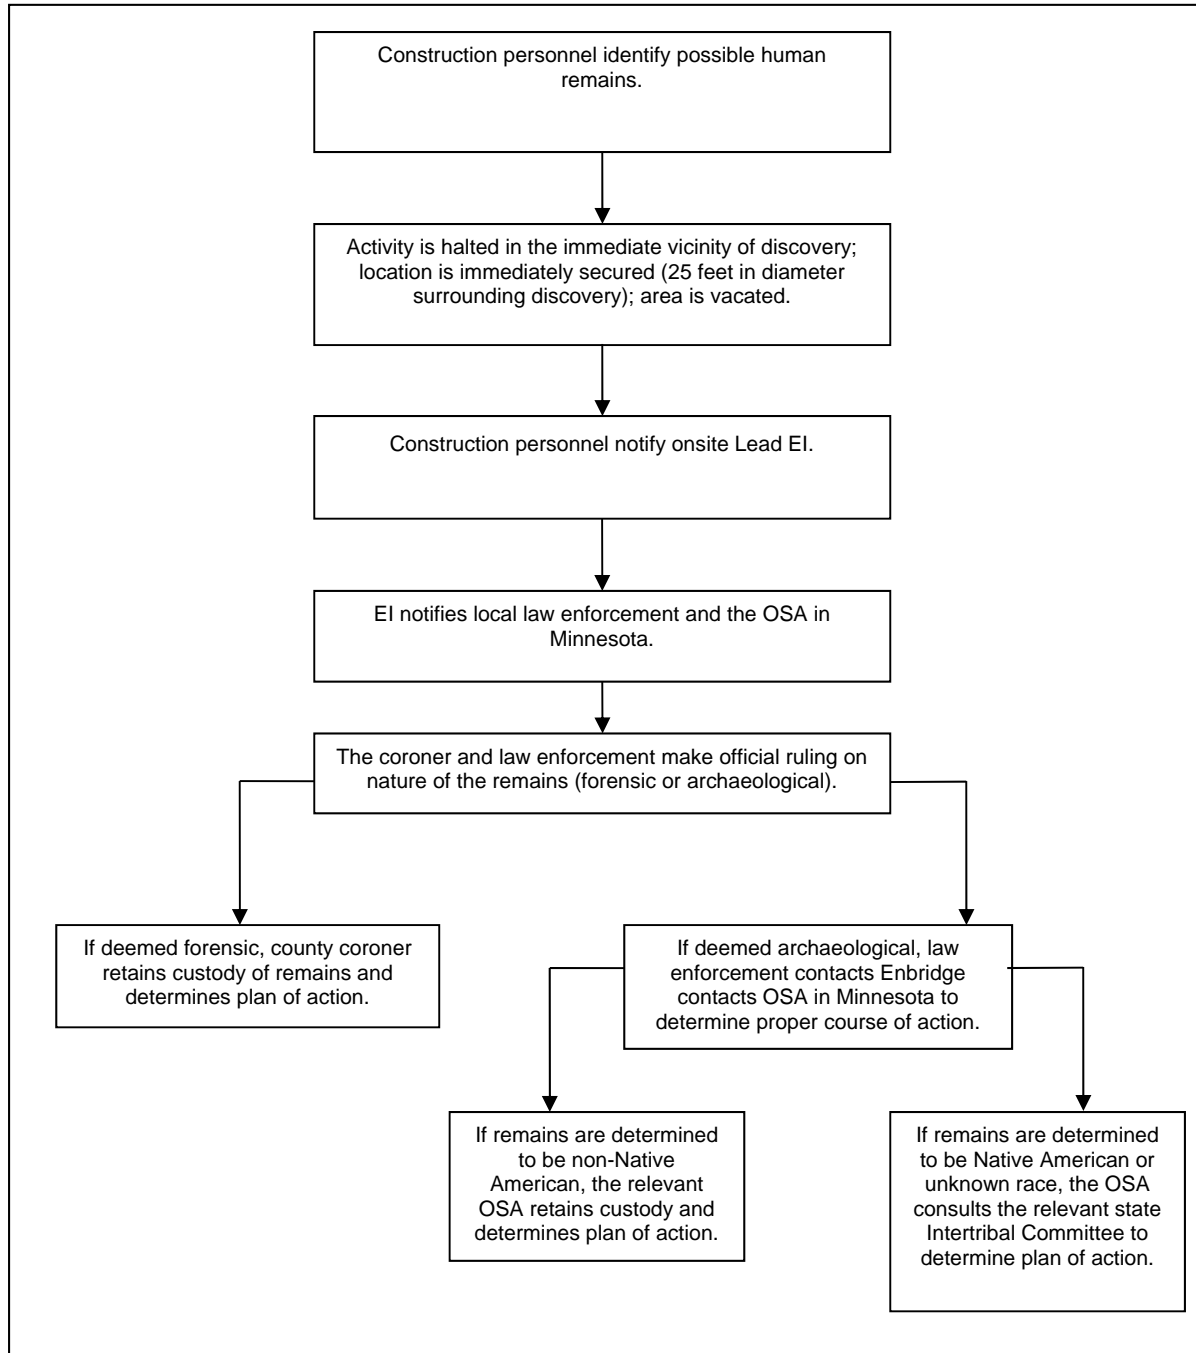 Construction personnel identify possible human
remains.
Activity is halted in the immediate vicinity of discovery;
location is immediately secured (25 feet in diameter
surrounding discovery); area is vacated.
Construction personnel notify onsite Lead EI.
EI notifies local law enforcement and the OSA in
Minnesota.
The coroner and law enforcement make official ruling on
nature of the remains (forensic or archaeological).
If deemed forensic, county coroner
retains custody of remains and
determines plan of action.
If deemed archaeological, law
enforcement contacts Enbridge
contacts OSA in Minnesota to
determine proper course of action.
If remains are determined
to be non-Native
American, the relevant
OSA retains custody and
determines plan of action.
If remains are determined
to be Native American or
unknown race, the OSA
consults the relevant state
Intertribal Committee to
determine plan of action.